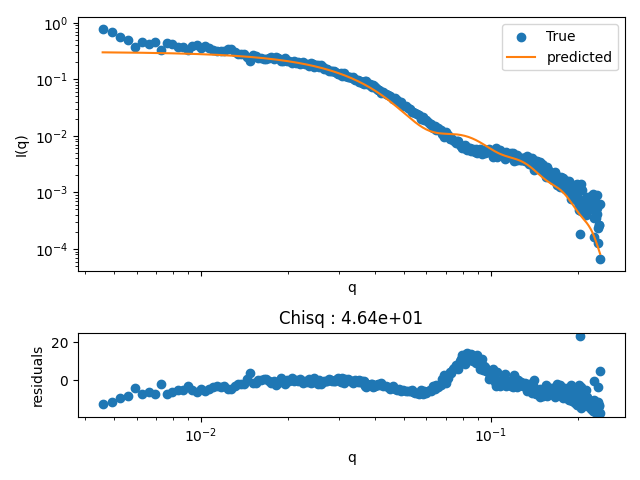 True
predicted
10⁰
10⁻¹
10⁻²
10⁻³
10⁻⁴
I(q)
q
Chisq : 4.64e+01
20
0
residuals
10⁻²
10⁻¹
q